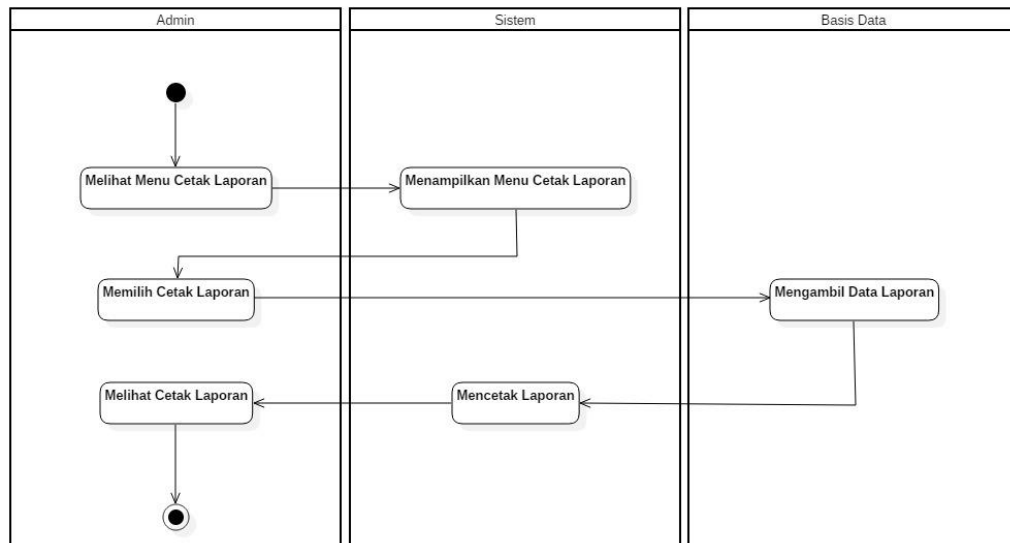 Admin
Sistem
Basis Data
Melihat Menu Cetak Laporan
Menampilkan Menu Cetak Laporan
Memilih Cetak Laporan
Mengambil Data Laporan
Melihat Cetak Laporan
Mencetak Laporan